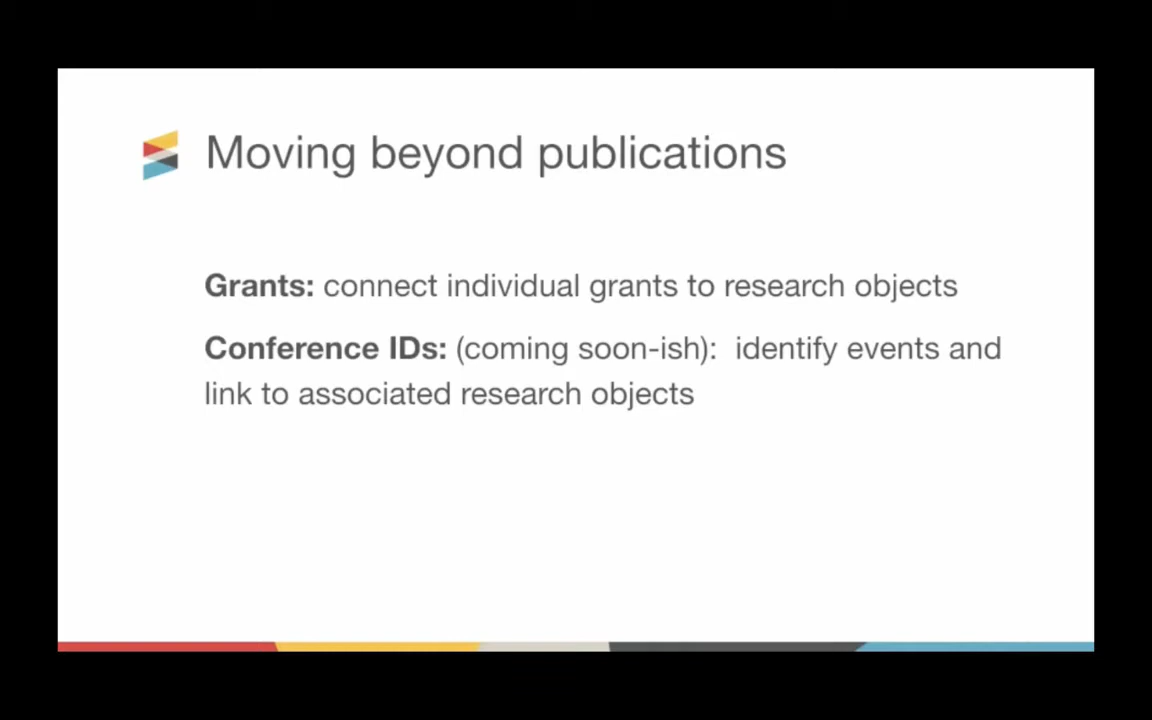 Moving beyond publications
Grants: connect individual grants to research objects
Conference IDs: (coming soon-ish):  identify events and
link to associated research objects